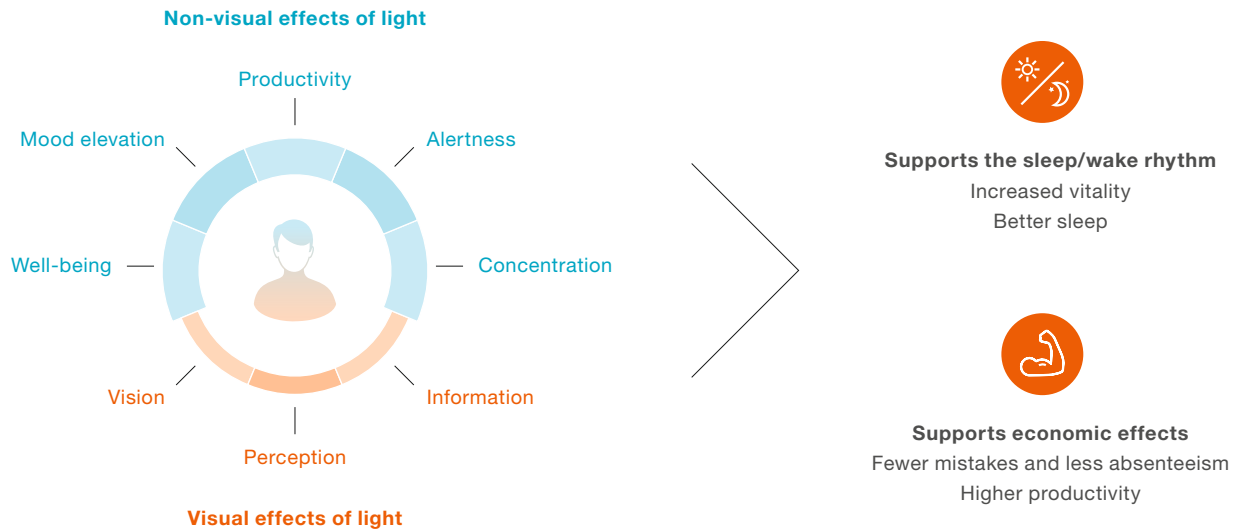 Non-visual effects of light
Productivity
Mood elevation
Alertness
Well-being
Concentration
Vision
Information
Perception
Visual effects of light
Supports the sleep/wake rhythm
Increased vitality
Better sleep
Supports economic effects
Fewer mistakes and less absenteeism
Higher productivity